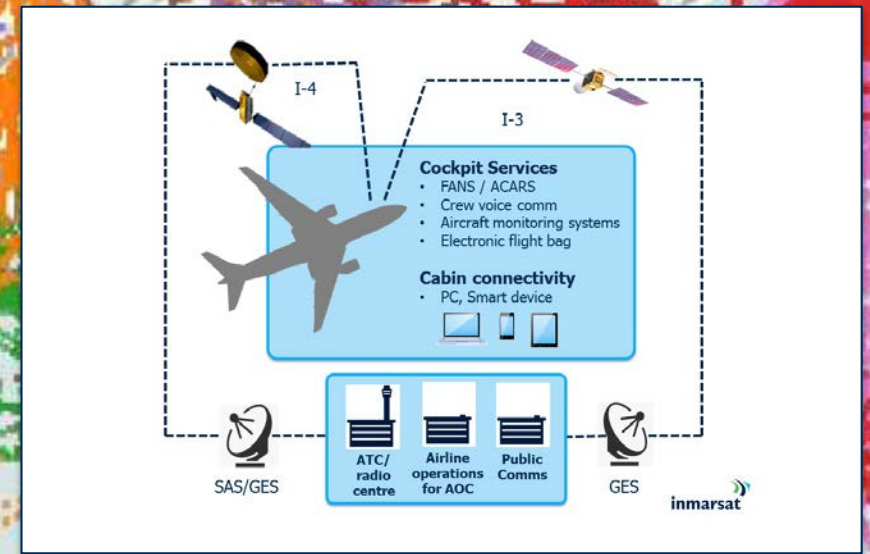 I-4
I-3
Cockpit Services
• FANS / ACARS
• Crew voice comm
• Aircraft monitoring systems
• Electronic flight bag
Cabin connectivity
• PC, Smart device
SAS/GES
ATC/
radio
centre
Airline
operations
for AOC
Public
Comms
GES
inmarsat